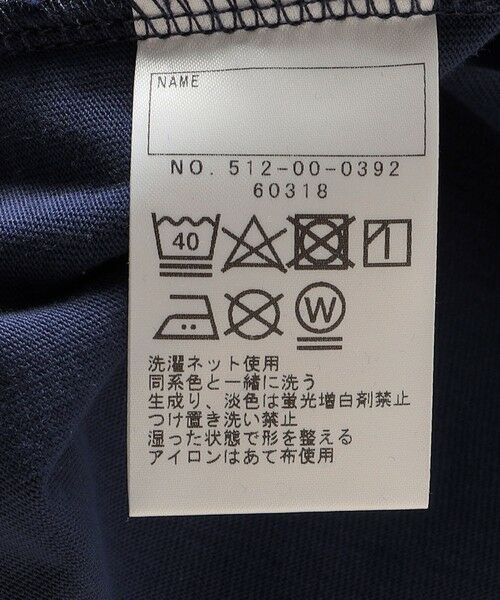 NAME
NO. 512-00-0392
60318
40
W
洗濯ネット使用
同系色と一緒に洗う
生成り、淡色は蛍光増白剤禁止
つけ置き洗い禁止
湿った状態で形を整える
アイロンはあて布使用